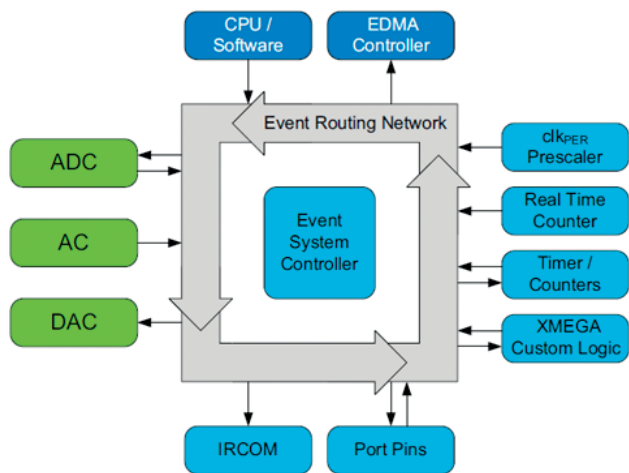 CPU /
Software
EDMA
Controller
Event Routing Network
ADC
AC
DAC
Event
System
Controller
clkPER
Prescaler
Real Time
Counter
Timer /
Counters
XMEGA
Custom Logic
IRCOM
Port Pins